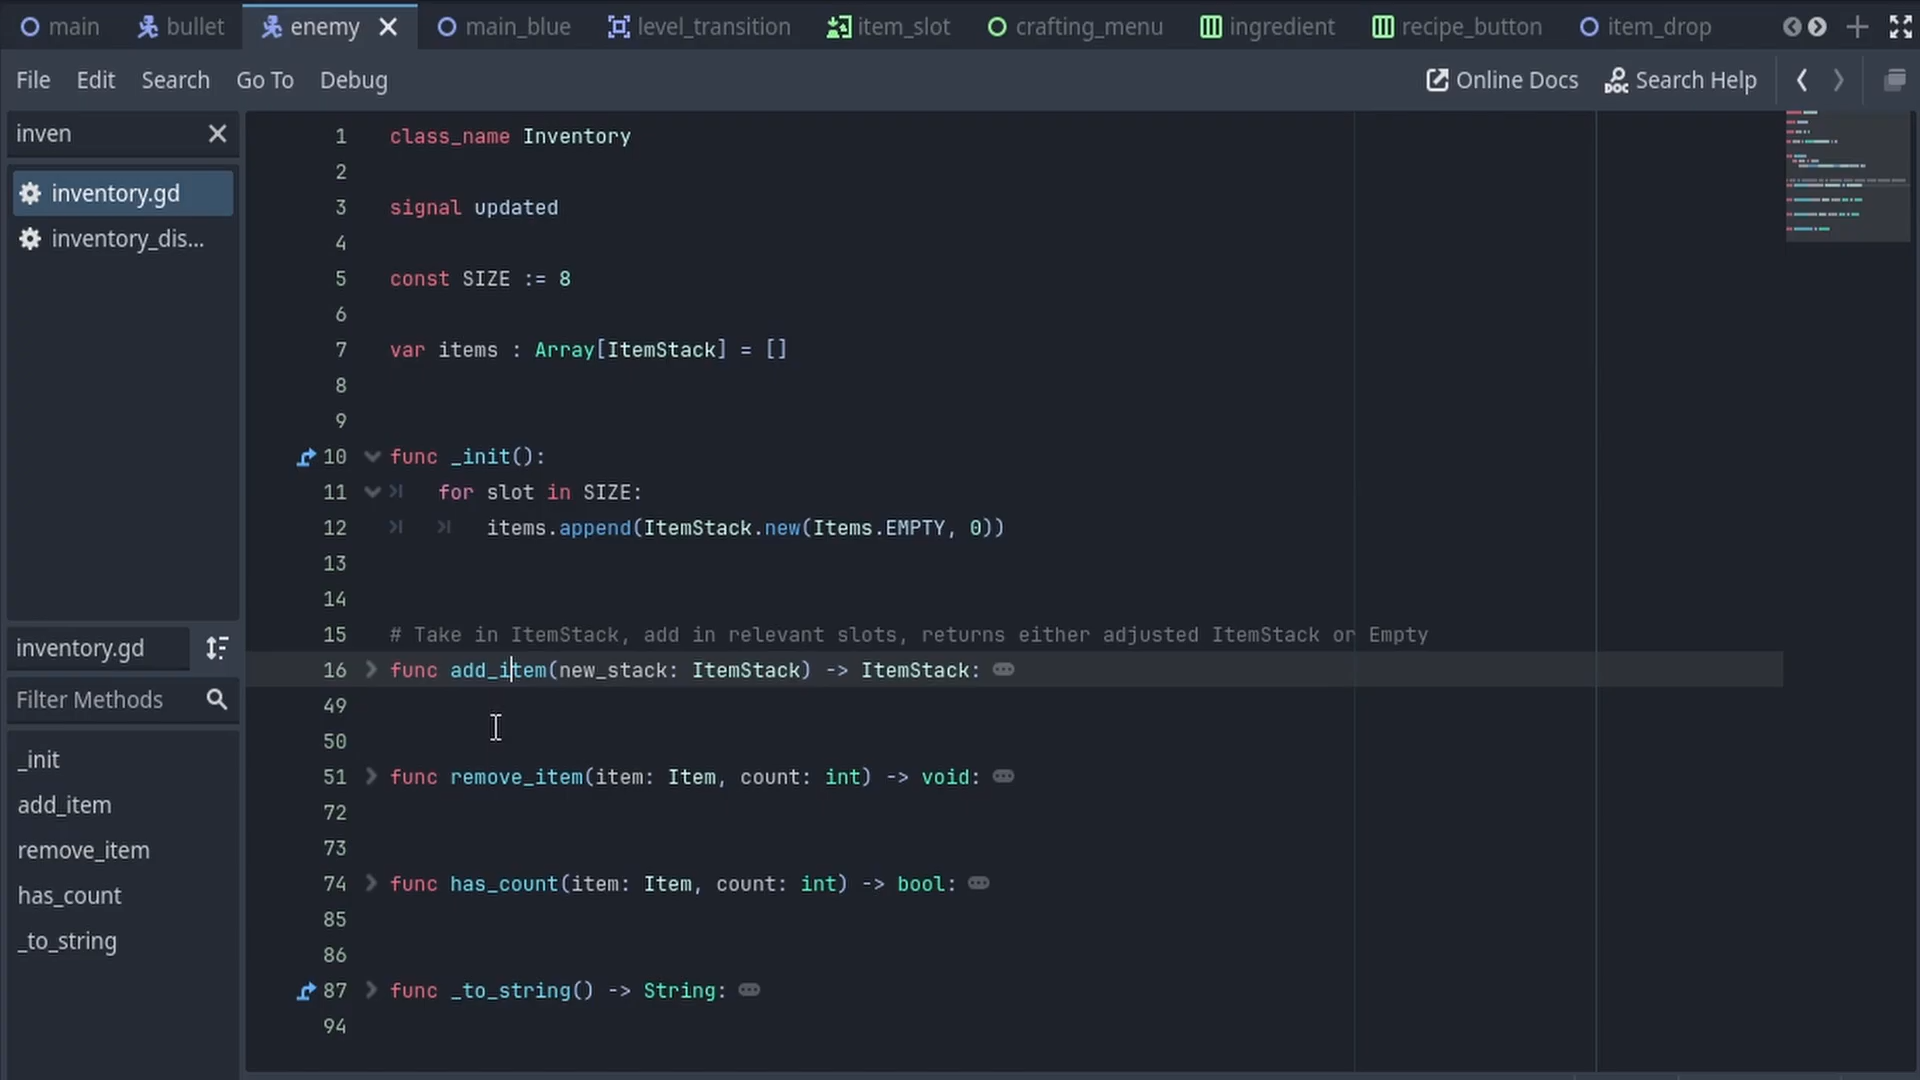 main bullet enemy main_blue level_transition item_slot crafting_menu ingredient recipe_button item_drop
File Edit Search Go To Debug Online Docs Search Help
inven
inventory.gd
inventory_dis...
inventory.gd
Filter Methods
_init
add_item
remove_item
has_count
_to_string
1 class_name Inventory
2
3 signal updated
4
5 const SIZE := 8
6
7 var items : Array[ItemStack] = []
8
9
10 func _init():
11 for slot in SIZE:
12 items.append(ItemStack.new(Items.EMPTY, 0))
13
14
15 # Take in ItemStack, add in relevant slots, returns either adjusted ItemStack or Empty
16 func add_item(new_stack: ItemStack) -> ItemStack:
49
50
51 func remove_item(item: Item, count: int) -> void:
72
73
74 func has_count(item: Item, count: int) -> bool:
85
86
87 func _to_string() -> String:
94